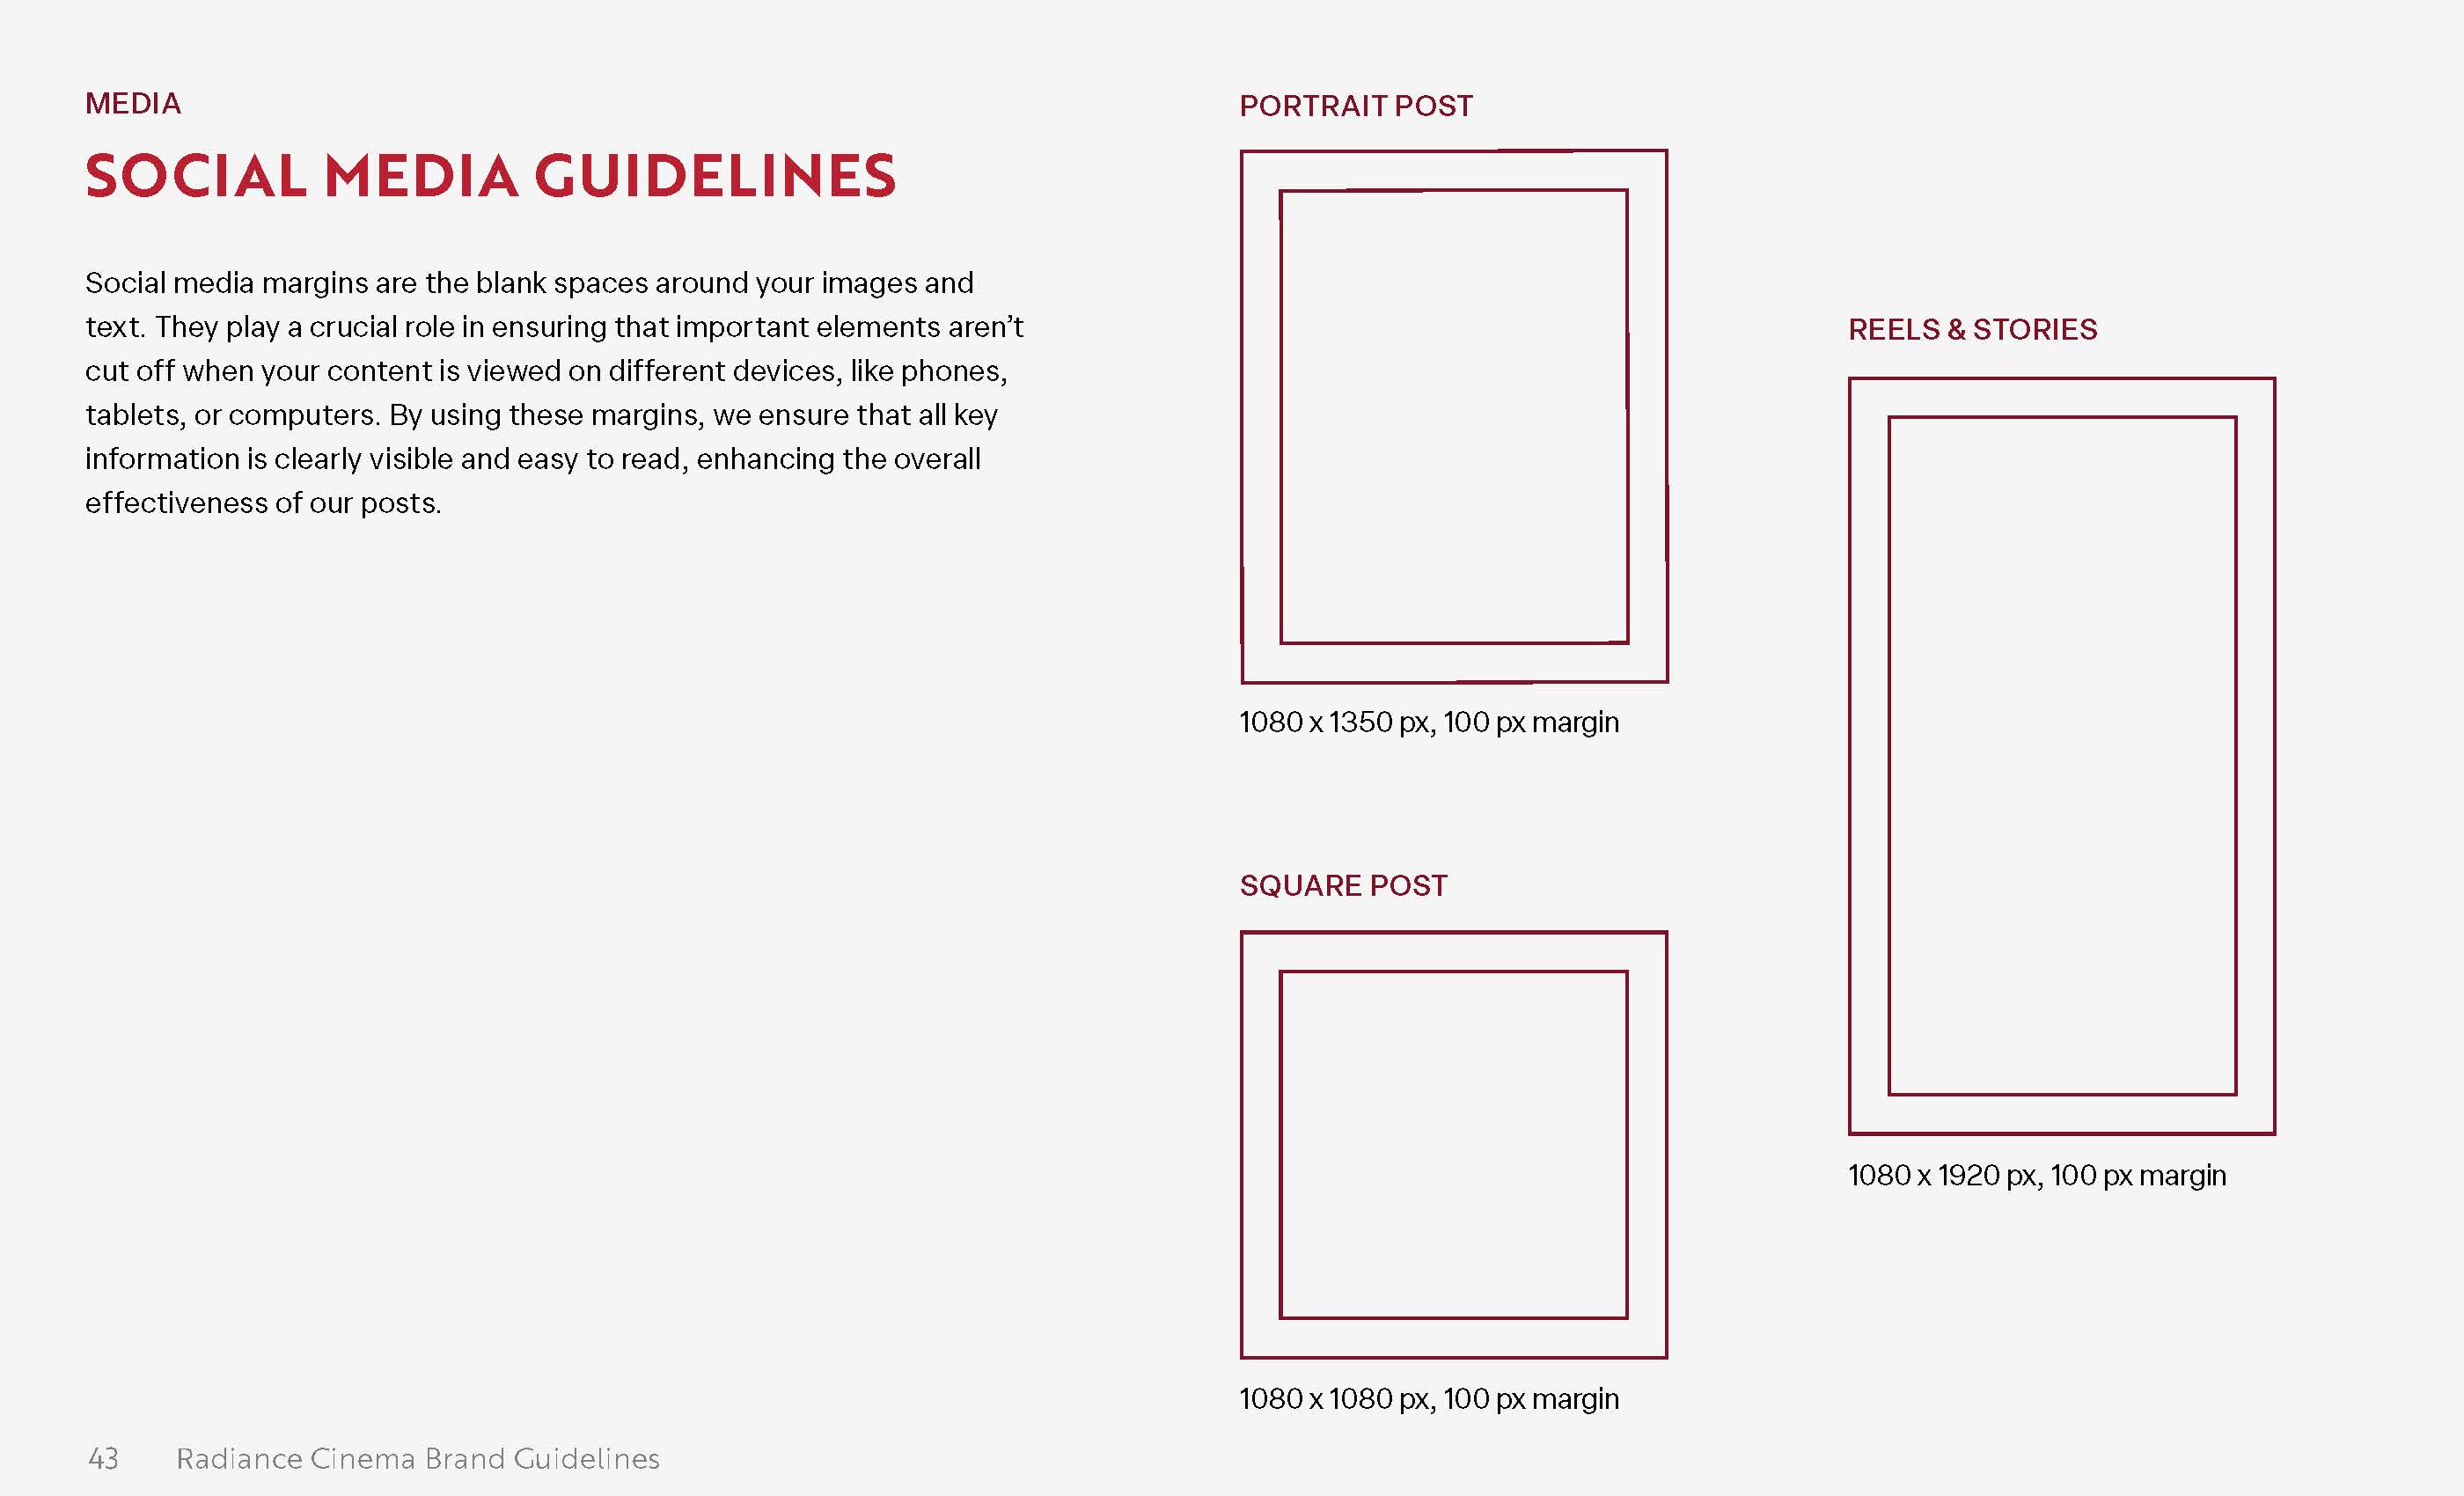 MEDIA
SOCIAL MEDIA GUIDELINES
Social media margins are the blank spaces around your images and
text. They play a crucial role in ensuring that important elements aren’t
cut off when your content is viewed on different devices, like phones,
tablets, or computers. By using these margins, we ensure that all key
information is clearly visible and easy to read, enhancing the overall
effectiveness of our posts.
PORTRAIT POST
1080 x 1350 px, 100 px margin
SQUARE POST
1080 x 1080 px, 100 px margin
REELS & STORIES
1080 x 1920 px, 100 px margin
43 Radiance Cinema Brand Guidelines